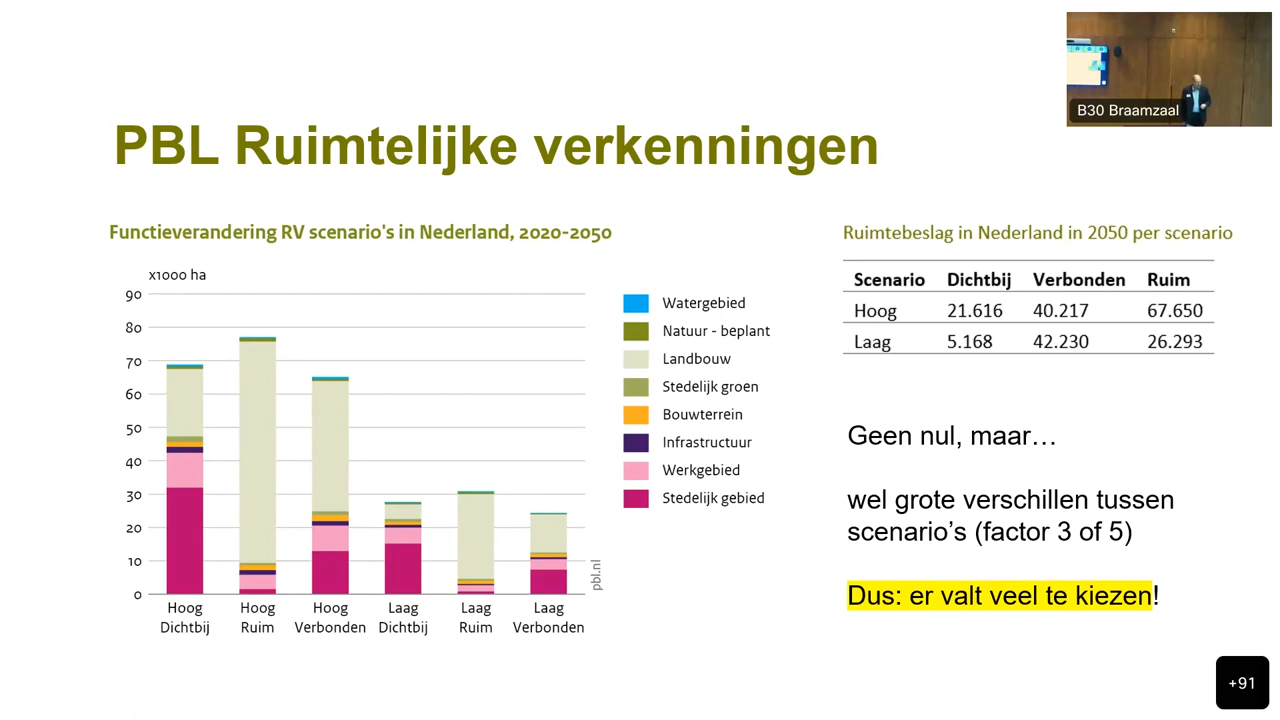 B30 Braamzaal
PBL Ruimtelijke verkenningen
Functieverandering RV scenario's in Nederland, 2020-2050
x1000 ha
90
80
70
60
50
40
30
20
10
0
Hoog
Dichtbij
Hoog
Ruim
Hoog
Verbonden
Laag
Dichtbij
Laag
Ruim
Laag
Verbonden
pbl.nl
Watergebied
Natuur - beplant
Landbouw
Stedelijk groen
Bouwterrein
Infrastructuur
Werkgebied
Stedelijk gebied
Ruimtebeslag in Nederland in 2050 per scenario
Scenario Dichtbij Verbonden Ruim
Hoog 21.616 40.217 67.650
Laag 5.168 42.230 26.293
Geen nul, maar…
wel grote verschillen tussen
scenario’s (factor 3 of 5)
Dus: er valt veel te kiezen!
+91